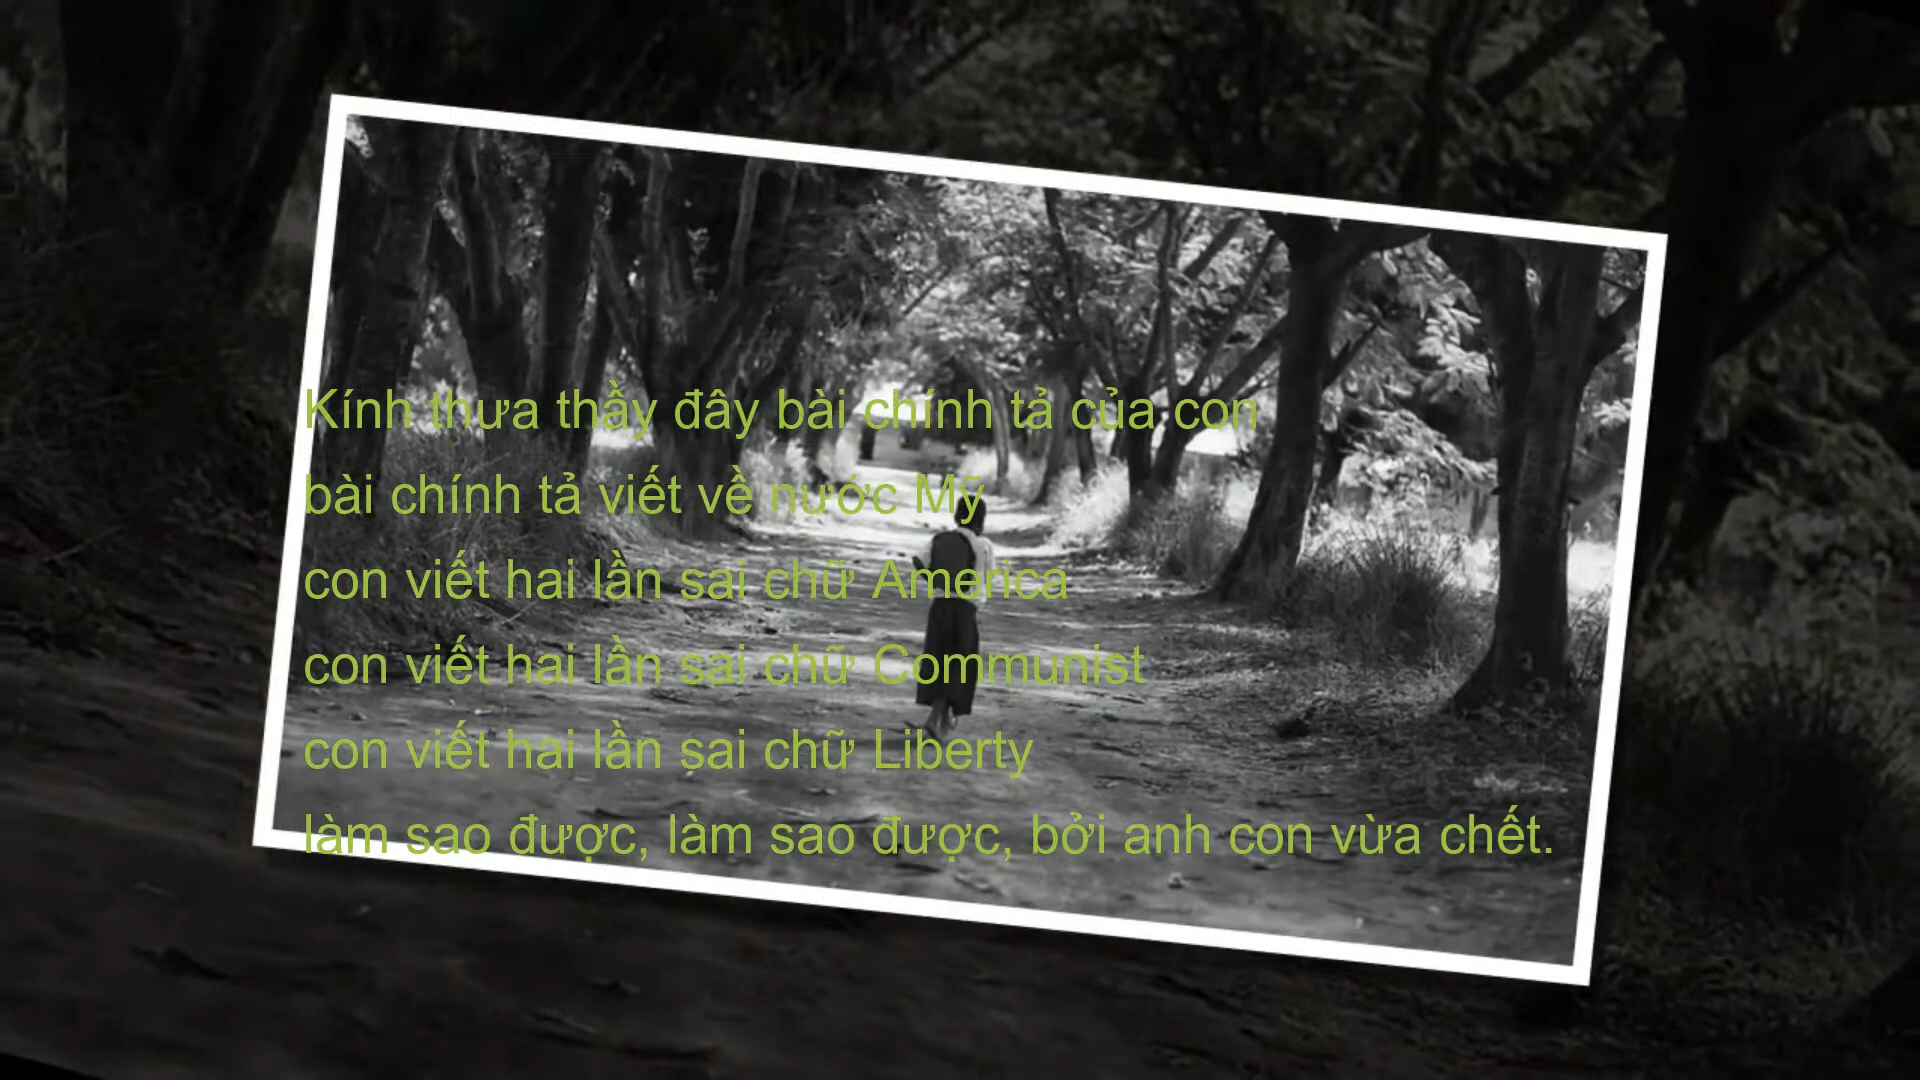 Kính thưa thầy đây bài chính tả của con
bài chính tả viết về nước Mỹ
con viết hai lần sai chữ America
con viết hai lần sai chữ Communist
con viết hai lần sai chữ Liberty
làm sao được, làm sao được, bởi anh con vừa chết.